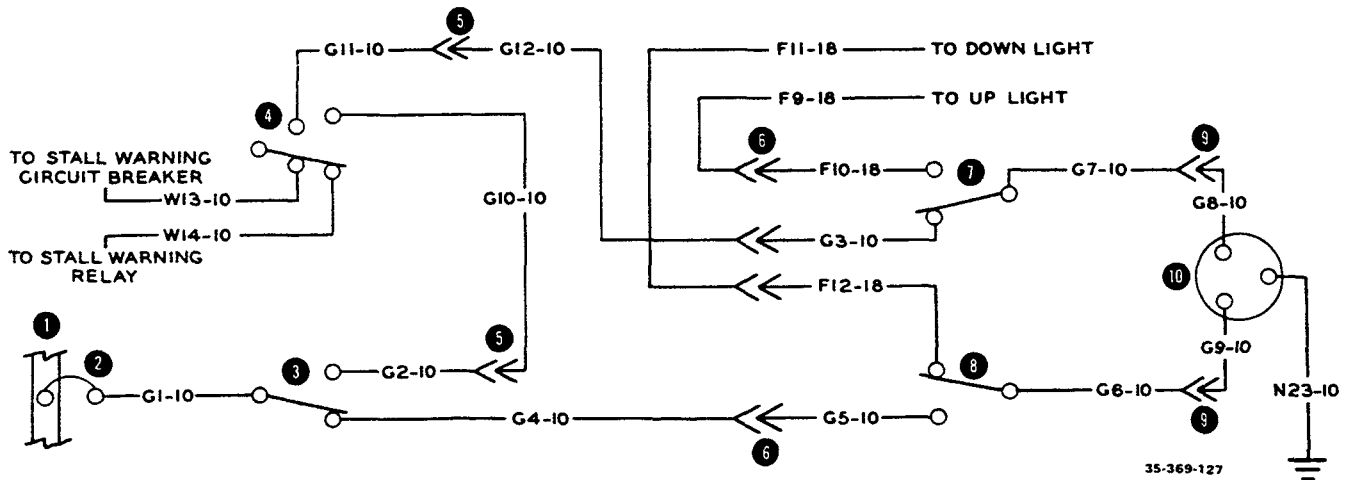 5
G11-10
G12-10
F11-18
TO DOWN LIGHT
F9-18
TO UP LIGHT
4
6
9
TO STALL WARNING
CIRCUIT BREAKER
F10-18
7
G7-10
W13-10
G10-10
G8-10
W14-10
G3-10
TO STALL WARNING
RELAY
10
F12-18
1
5
G9-10
2
3
G2-10
8
G1-10
G6-10
N23-10
G4-10
G5-10
9
6
35-369-127